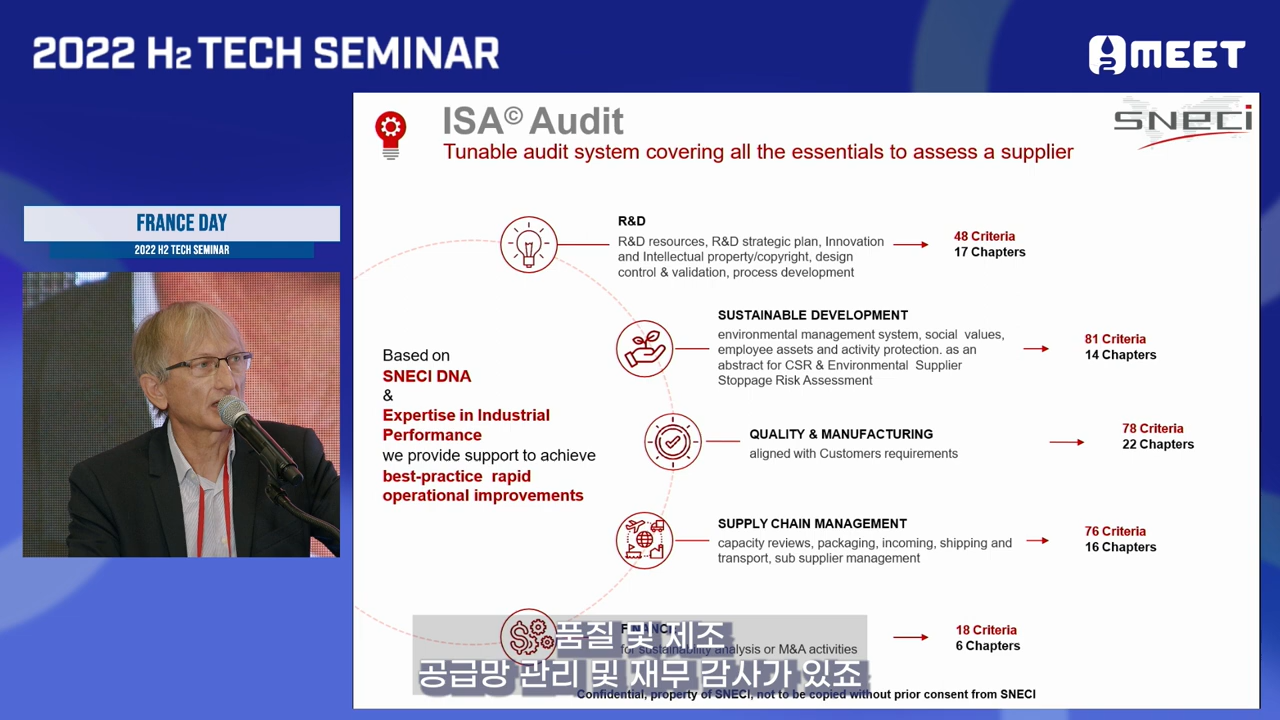 2022 H2 TECH SEMINAR
MEET
FRANCE DAY
2022 H2 TECH SEMINAR
ISA© Audit
Tunable audit system covering all the essentials to assess a supplier
sneci
Based on
SNECI DNA
&
Expertise in Industrial
Performance
we provide support to achieve
best-practice rapid
operational improvements
R&D
R&D resources, R&D strategic plan, Innovation
and Intellectual property/copyright, design
control & validation, process development
48 Criteria
17 Chapters
SUSTAINABLE DEVELOPMENT
environmental management system, social values,
employee assets and activity protection. as an
abstract for CSR & Environmental Supplier
Stoppage Risk Assessment
81 Criteria
14 Chapters
QUALITY & MANUFACTURING
aligned with Customers requirements
78 Criteria
22 Chapters
SUPPLY CHAIN MANAGEMENT
capacity reviews, packaging, incoming, shipping and
transport, sub supplier management
76 Criteria
16 Chapters
for sustainability analysis or M&A activities
18 Criteria
6 Chapters
품질 및 제조
공급망 관리 및 재무 감사가 있죠
Confidential, property of SNECI, not to be copied without prior consent from SNECI